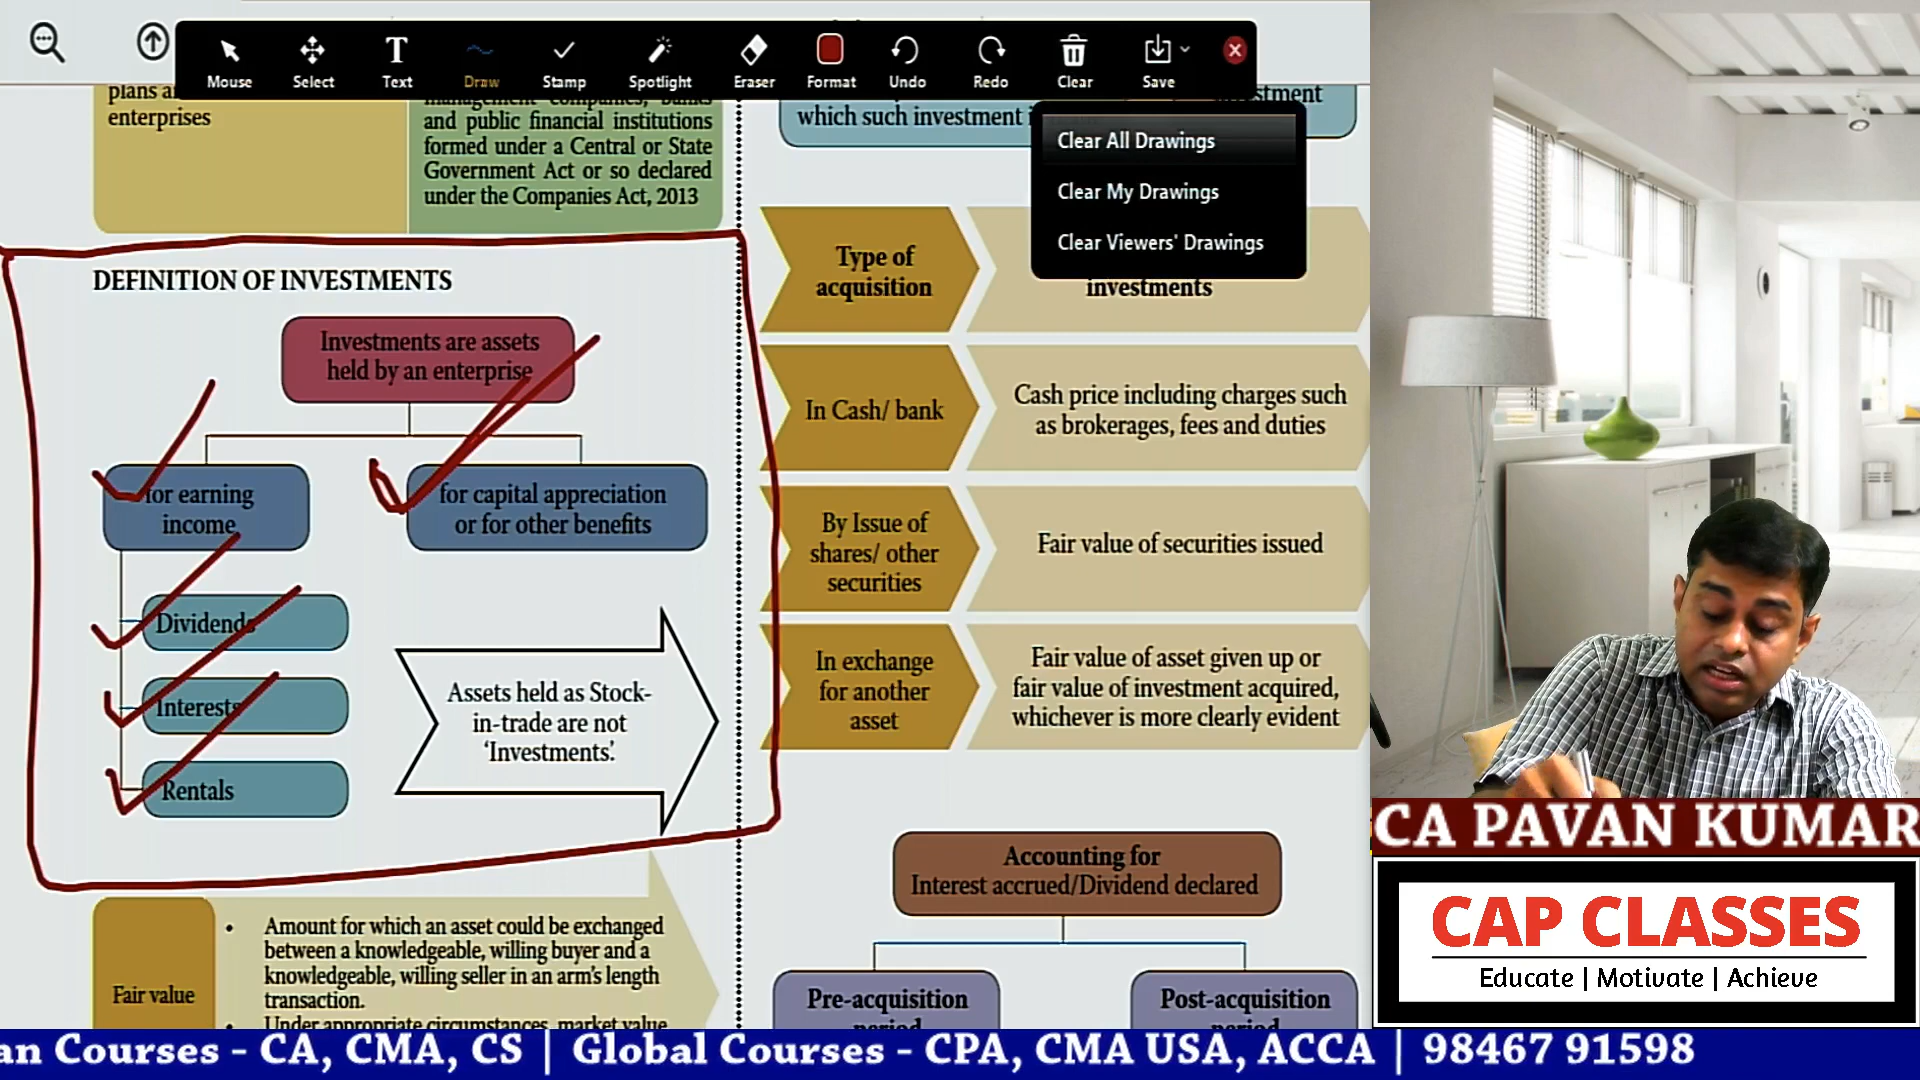 Mouse
Select
Text
Draw
Stamp
Spotlight
Eraser
Format
Undo
Redo
Clear
Save
Clear All Drawings
Clear My Drawings
Clear Viewers' Drawings
enterprises
and public financial institutions
formed under a Central or State
Government Act or so declared
under the Companies Act, 2013
which such investment
DEFINITION OF INVESTMENTS
Investments are assets
held by an enterprise
for earning
income
for capital appreciation
or for other benefits
Dividends
Interests
Rentals
Assets held as Stock-
in-trade are not
‘Investments’.
Fair value
• Amount for which an asset could be exchanged
between a knowledgeable, willing buyer and a
knowledgeable, willing seller in an arm's length
transaction.
• Under appropriate circumstances, market value
Type of
acquisition
investments
In Cash/ bank
Cash price including charges such
as brokerages, fees and duties
By Issue of
shares/ other
securities
Fair value of securities issued
In exchange
for another
asset
Fair value of asset given up or
fair value of investment acquired,
whichever is more clearly evident
Accounting for
Interest accrued/Dividend declared
Pre-acquisition
period
Post-acquisition
period
CA PAVAN KUMAR
CAP CLASSES
Educate | Motivate | Achieve
an Courses - CA, CMA, CS | Global Courses - CPA, CMA USA, ACCA | 98467 91598